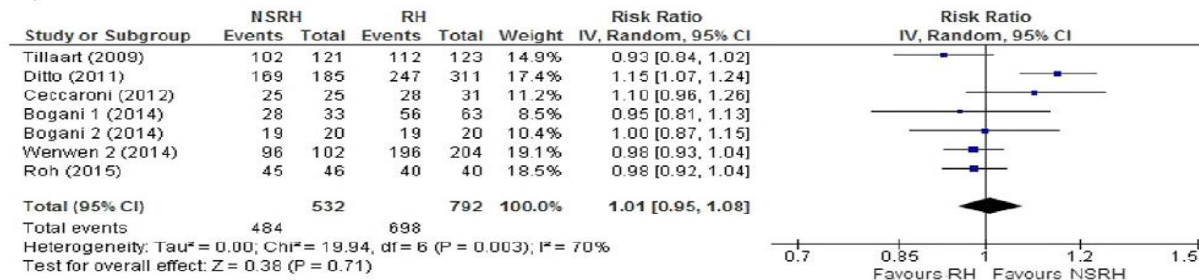 NSRH RH Risk Ratio Risk Ratio
Study or Subgroup Events Total Events Total Weight IV, Random, 95% CI IV, Random, 95% CI
Tillaart (2009) 102 121 112 123 14.9% 0.93 [0.84, 1.02]
Ditto (2011) 169 185 247 311 17.4% 1.15 [1.07, 1.24]
Ceccaroni (2012) 25 25 28 31 11.2% 1.10 [0.96, 1.26]
Bogani 1 (2014) 28 33 56 63 8.5% 0.95 [0.81, 1.13]
Bogani 2 (2014) 19 20 19 20 10.4% 1.00 [0.87, 1.15]
Wenwen 2 (2014) 96 102 196 204 19.1% 0.98 [0.93, 1.04]
Roh (2015) 45 46 40 40 18.5% 0.98 [0.92, 1.04]
Total (95% CI) 532 792 100.0% 1.01 [0.95, 1.08]
Total events 484 698
Heterogeneity: Tau² = 0.00; Chi² = 19.94, df = 6 (P = 0.003); I² = 70%
Test for overall effect: Z = 0.38 (P = 0.71)
0.7 0.85 1 1.2 1.5
Favours RH Favours NSRH